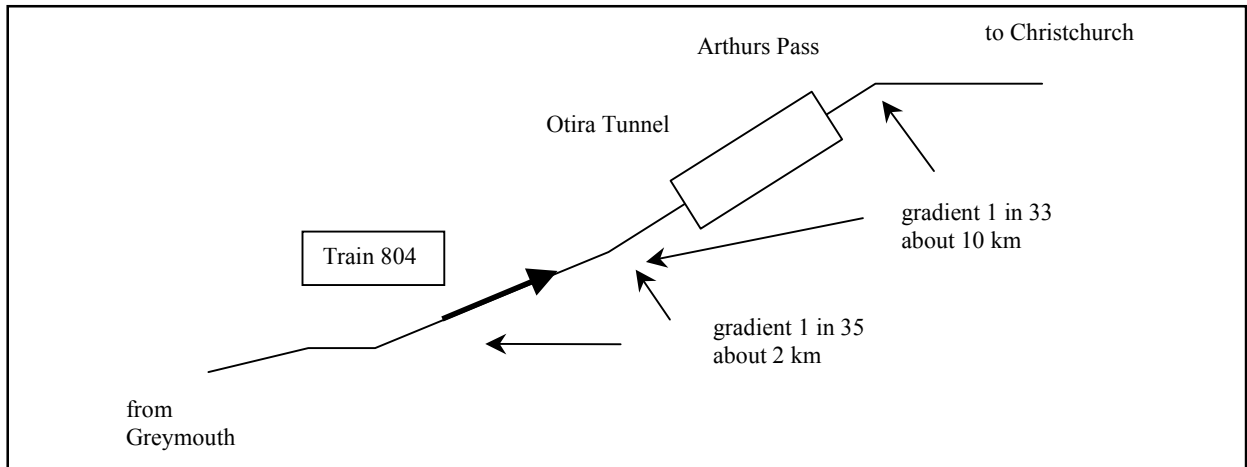 to Christchurch
Arthurs Pass
Otira Tunnel
gradient 1 in 33
about 10 km
Train 804
gradient 1 in 35
about 2 km
from
Greymouth